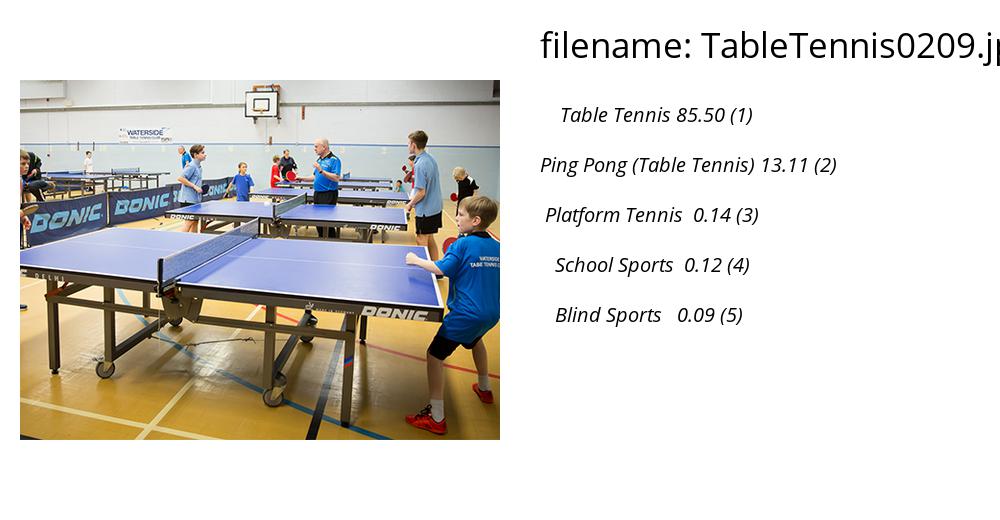 filename: TableTennis0209.jp
Table Tennis 85.50 (1)
Ping Pong (Table Tennis) 13.11 (2)
Platform Tennis 0.14 (3)
School Sports 0.12 (4)
Blind Sports 0.09 (5)
WATERSIDE
DONIC DONIC DONIC
DONIC DONIC
DELHI
DONIC
WATERSIDE
TABLE TENNIS